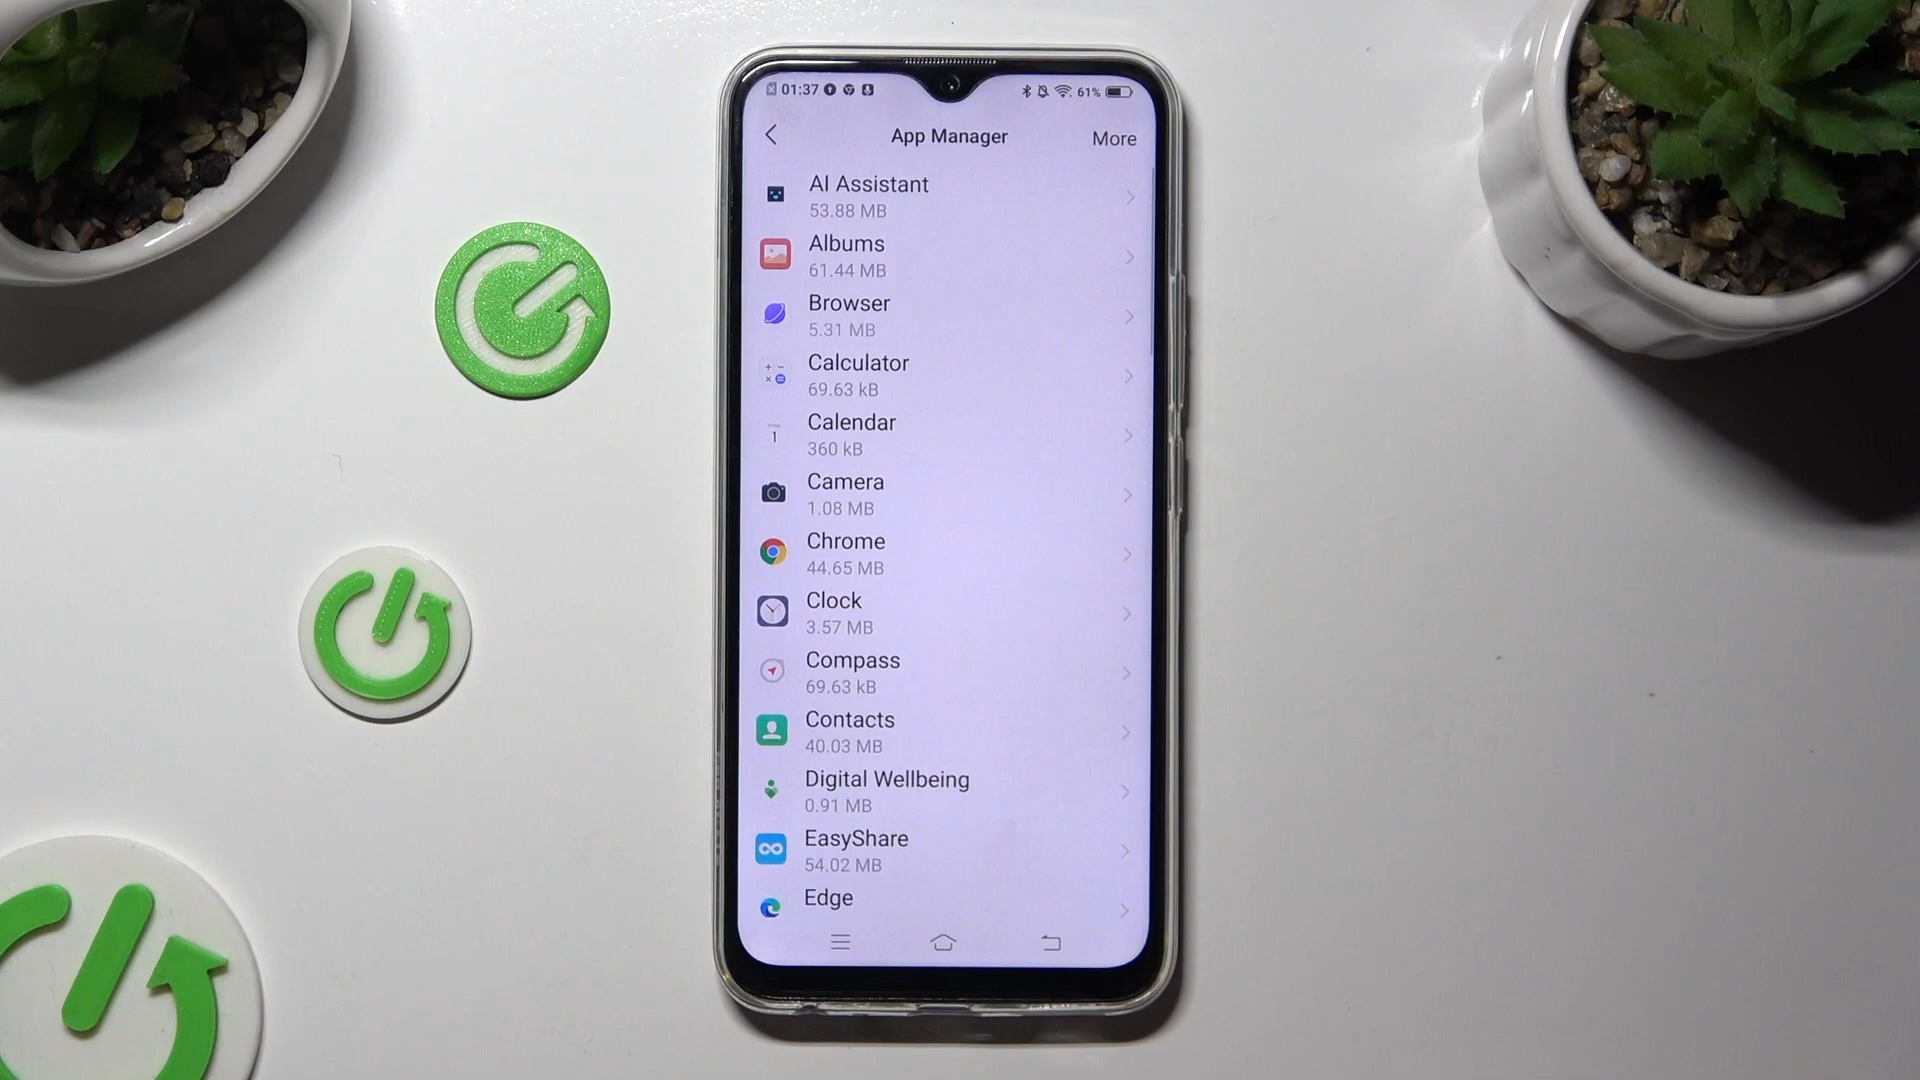 01:37 61%
App Manager More
AI Assistant
53.88 MB
Albums
61.44 MB
Browser
5.31 MB
Calculator
69.63 kB
1
Calendar
360 kB
Camera
1.08 MB
Chrome
44.65 MB
Clock
3.57 MB
Compass
69.63 kB
Contacts
40.03 MB
Digital Wellbeing
0.91 MB
EasyShare
54.02 MB
Edge